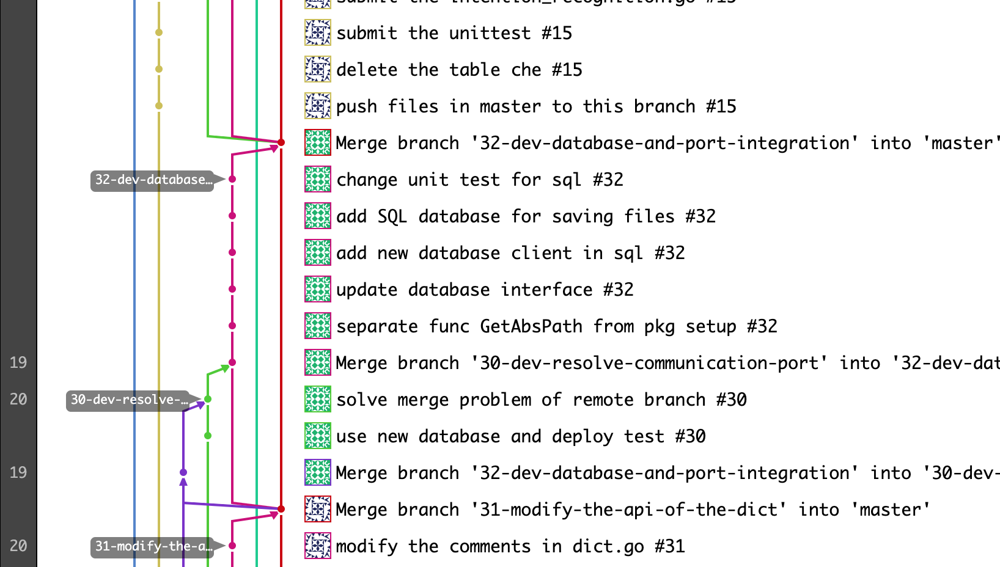 submit the intention_recognition.go #15
submit the unittest #15
delete the table che #15
push files in master to this branch #15
Merge branch '32-dev-database-and-port-integration' into 'master'
32-dev-database…
change unit test for sql #32
add SQL database for saving files #32
add new database client in sql #32
update database interface #32
separate func GetAbsPath from pkg setup #32
19
Merge branch '30-dev-resolve-communication-port' into '32-dev-dat
20
30-dev-resolve-…
solve merge problem of remote branch #30
use new database and deploy test #30
19
Merge branch '32-dev-database-and-port-integration' into '30-dev-
Merge branch '31-modify-the-api-of-the-dict' into 'master'
20
31-modify-the-a…
modify the comments in dict.go #31